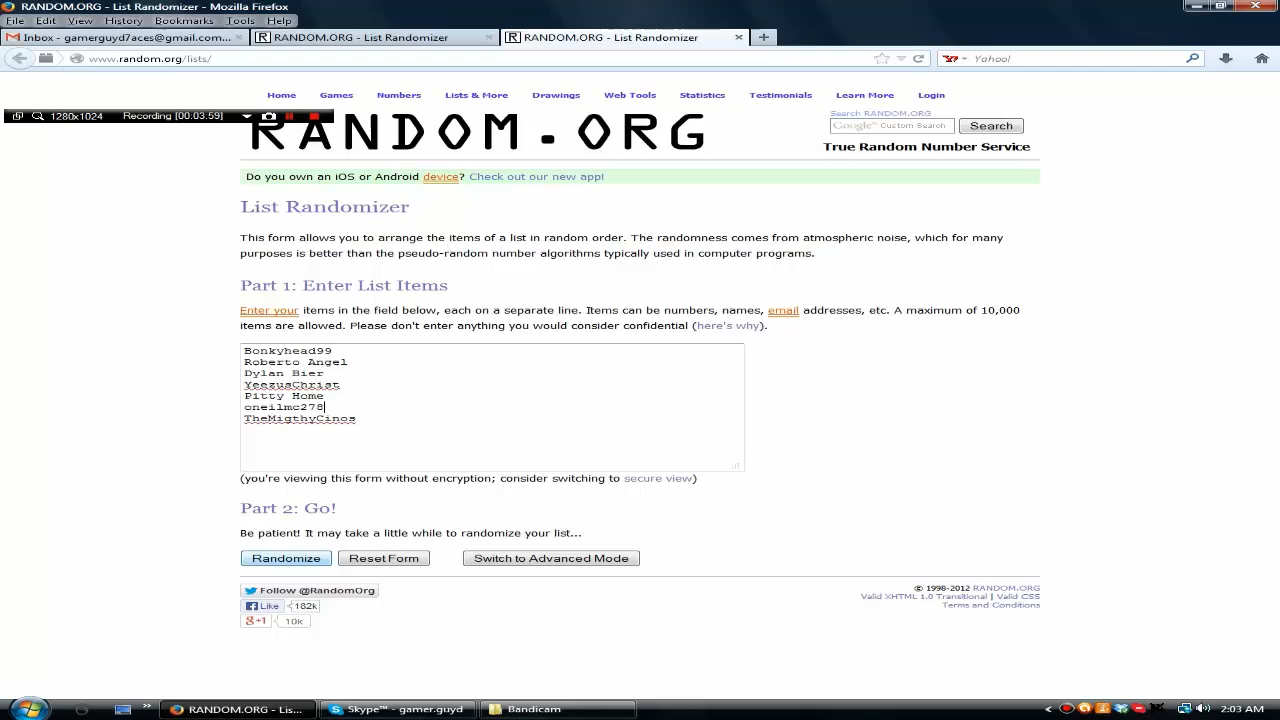 RANDOM.ORG - List Randomizer - Mozilla Firefox
File Edit View History Bookmarks Tools Help
Inbox - gamerguyd7aces@gmail.com... RANDOM.ORG - List Randomizer RANDOM.ORG - List Randomizer
www.random.org/lists/ Yahoo!
Home Games Numbers Lists & More Drawings Web Tools Statistics Testimonials Learn More Login
1280x1024 Recording [00:03:59]
Search RANDOM.ORG
RANDOM.ORG
Google™ Custom Search Search
True Random Number Service
Do you own an iOS or Android device? Check out our new app!
List Randomizer
This form allows you to arrange the items of a list in random order. The randomness comes from atmospheric noise, which for many
purposes is better than the pseudo-random number algorithms typically used in computer programs.
Part 1: Enter List Items
Enter your items in the field below, each on a separate line. Items can be numbers, names, email addresses, etc. A maximum of 10,000
items are allowed. Please don't enter anything you would consider confidential (here's why).
Bonkyhead99
Roberto Angel
Dylan Bier
YeezusChrist
Pitty Home
oneilmc278
TheMigthyCinos
(you're viewing this form without encryption; consider switching to secure view)
Part 2: Go!
Be patient! It may take a little while to randomize your list...
Randomize Reset Form Switch to Advanced Mode
Follow @RandomOrg
Like 182k
+1 10k
© 1998-2012 RANDOM.ORG
Valid XHTML 1.0 Transitional | Valid CSS
Terms and Conditions
RANDOM.ORG - Lis... Skype™ - gamer.guyd Bandicam 2:03 AM